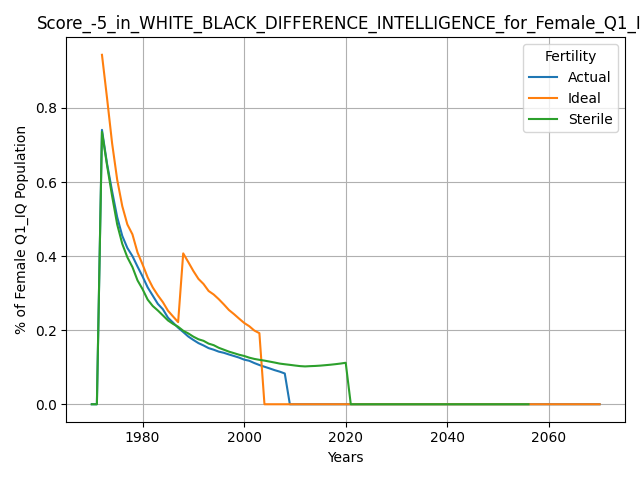 Score_-5_in_WHITE_BLACK_DIFFERENCE_INTELLIGENCE_for_Female_Q1_I
Fertility
Actual
Ideal
Sterile
% of Female Q1_IQ Population
0.8
0.6
0.4
0.2
0.0
1980 2000 2020 2040 2060
Years